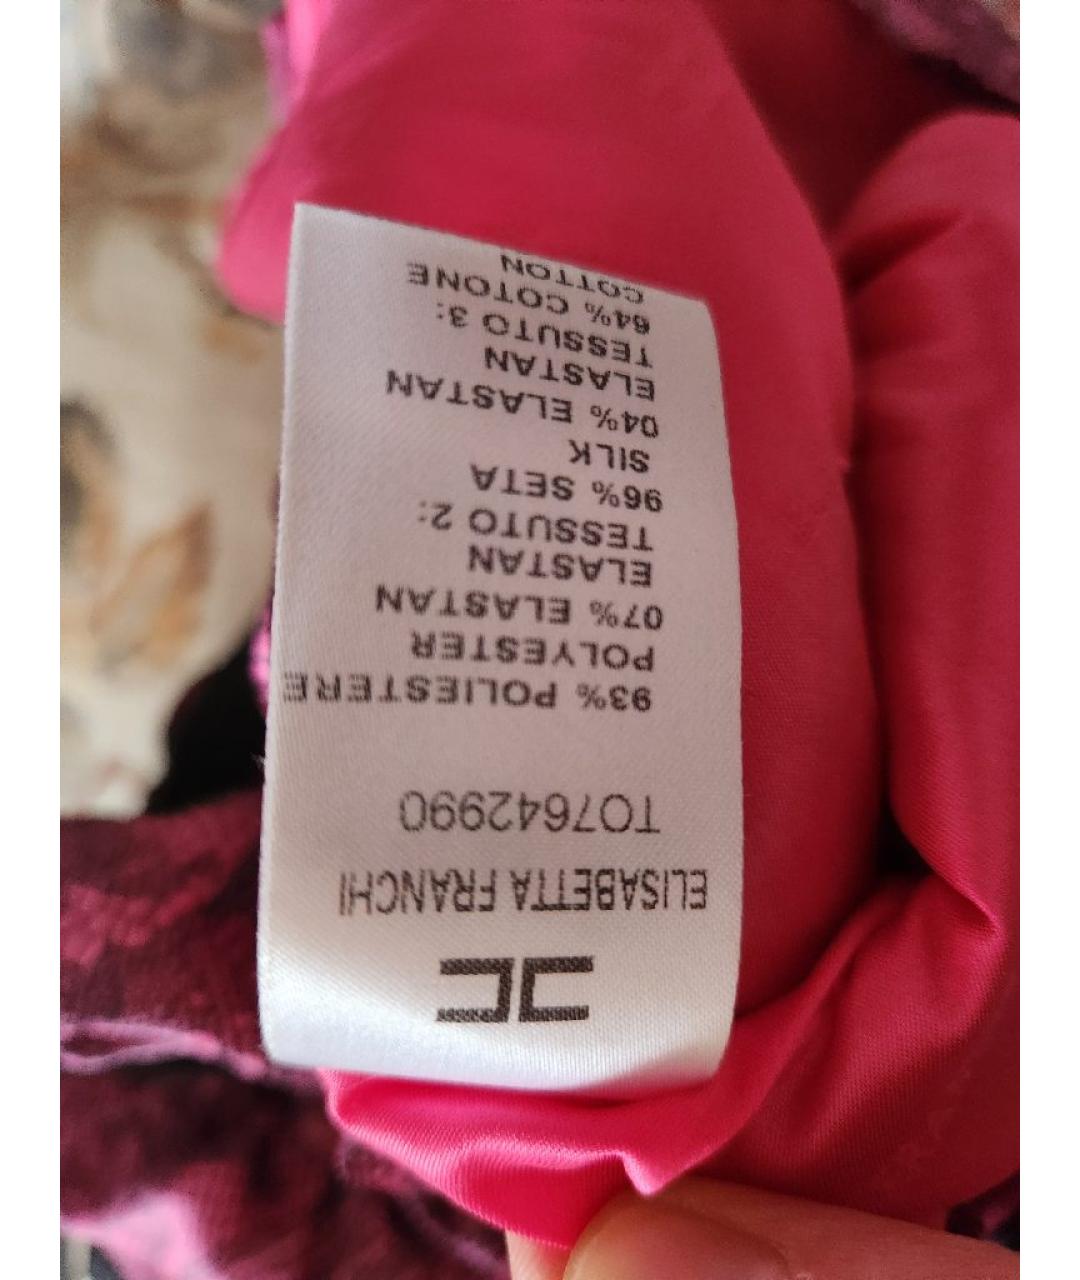 ELISABETTA FRANCHI
TO7642990
93% POLIESTERE
POLYESTER
07% ELASTAN
ELASTAN
TESSUTO 2:
96% SETA
SILK
04% ELASTAN
ELASTAN
TESSUTO 3:
64% COTONE
COTTON